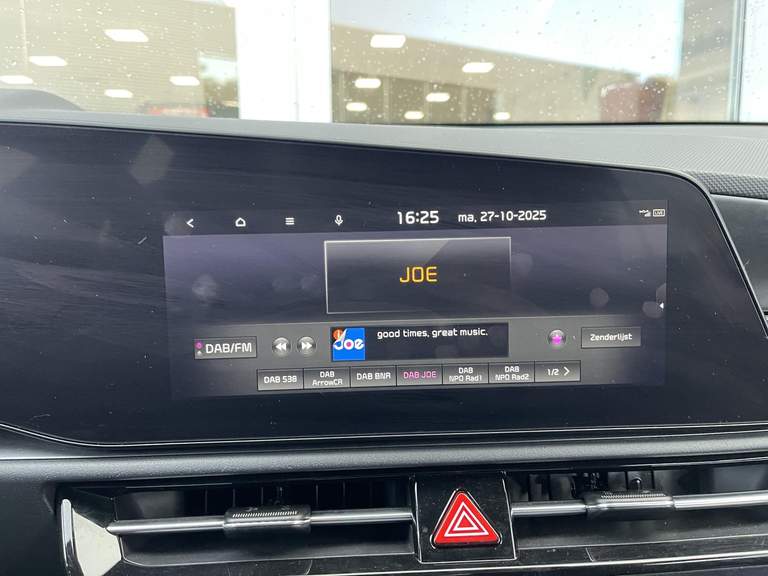 16:25 ma, 27-10-2025
LIVE
JOE
DAB/FM
Joe
good times, great music.
Zenderlijst
DAB 538
DAB ArrowCR
DAB BNR
DAB JOE
DAB NPO Rad1
DAB NPO Rad2
1/2